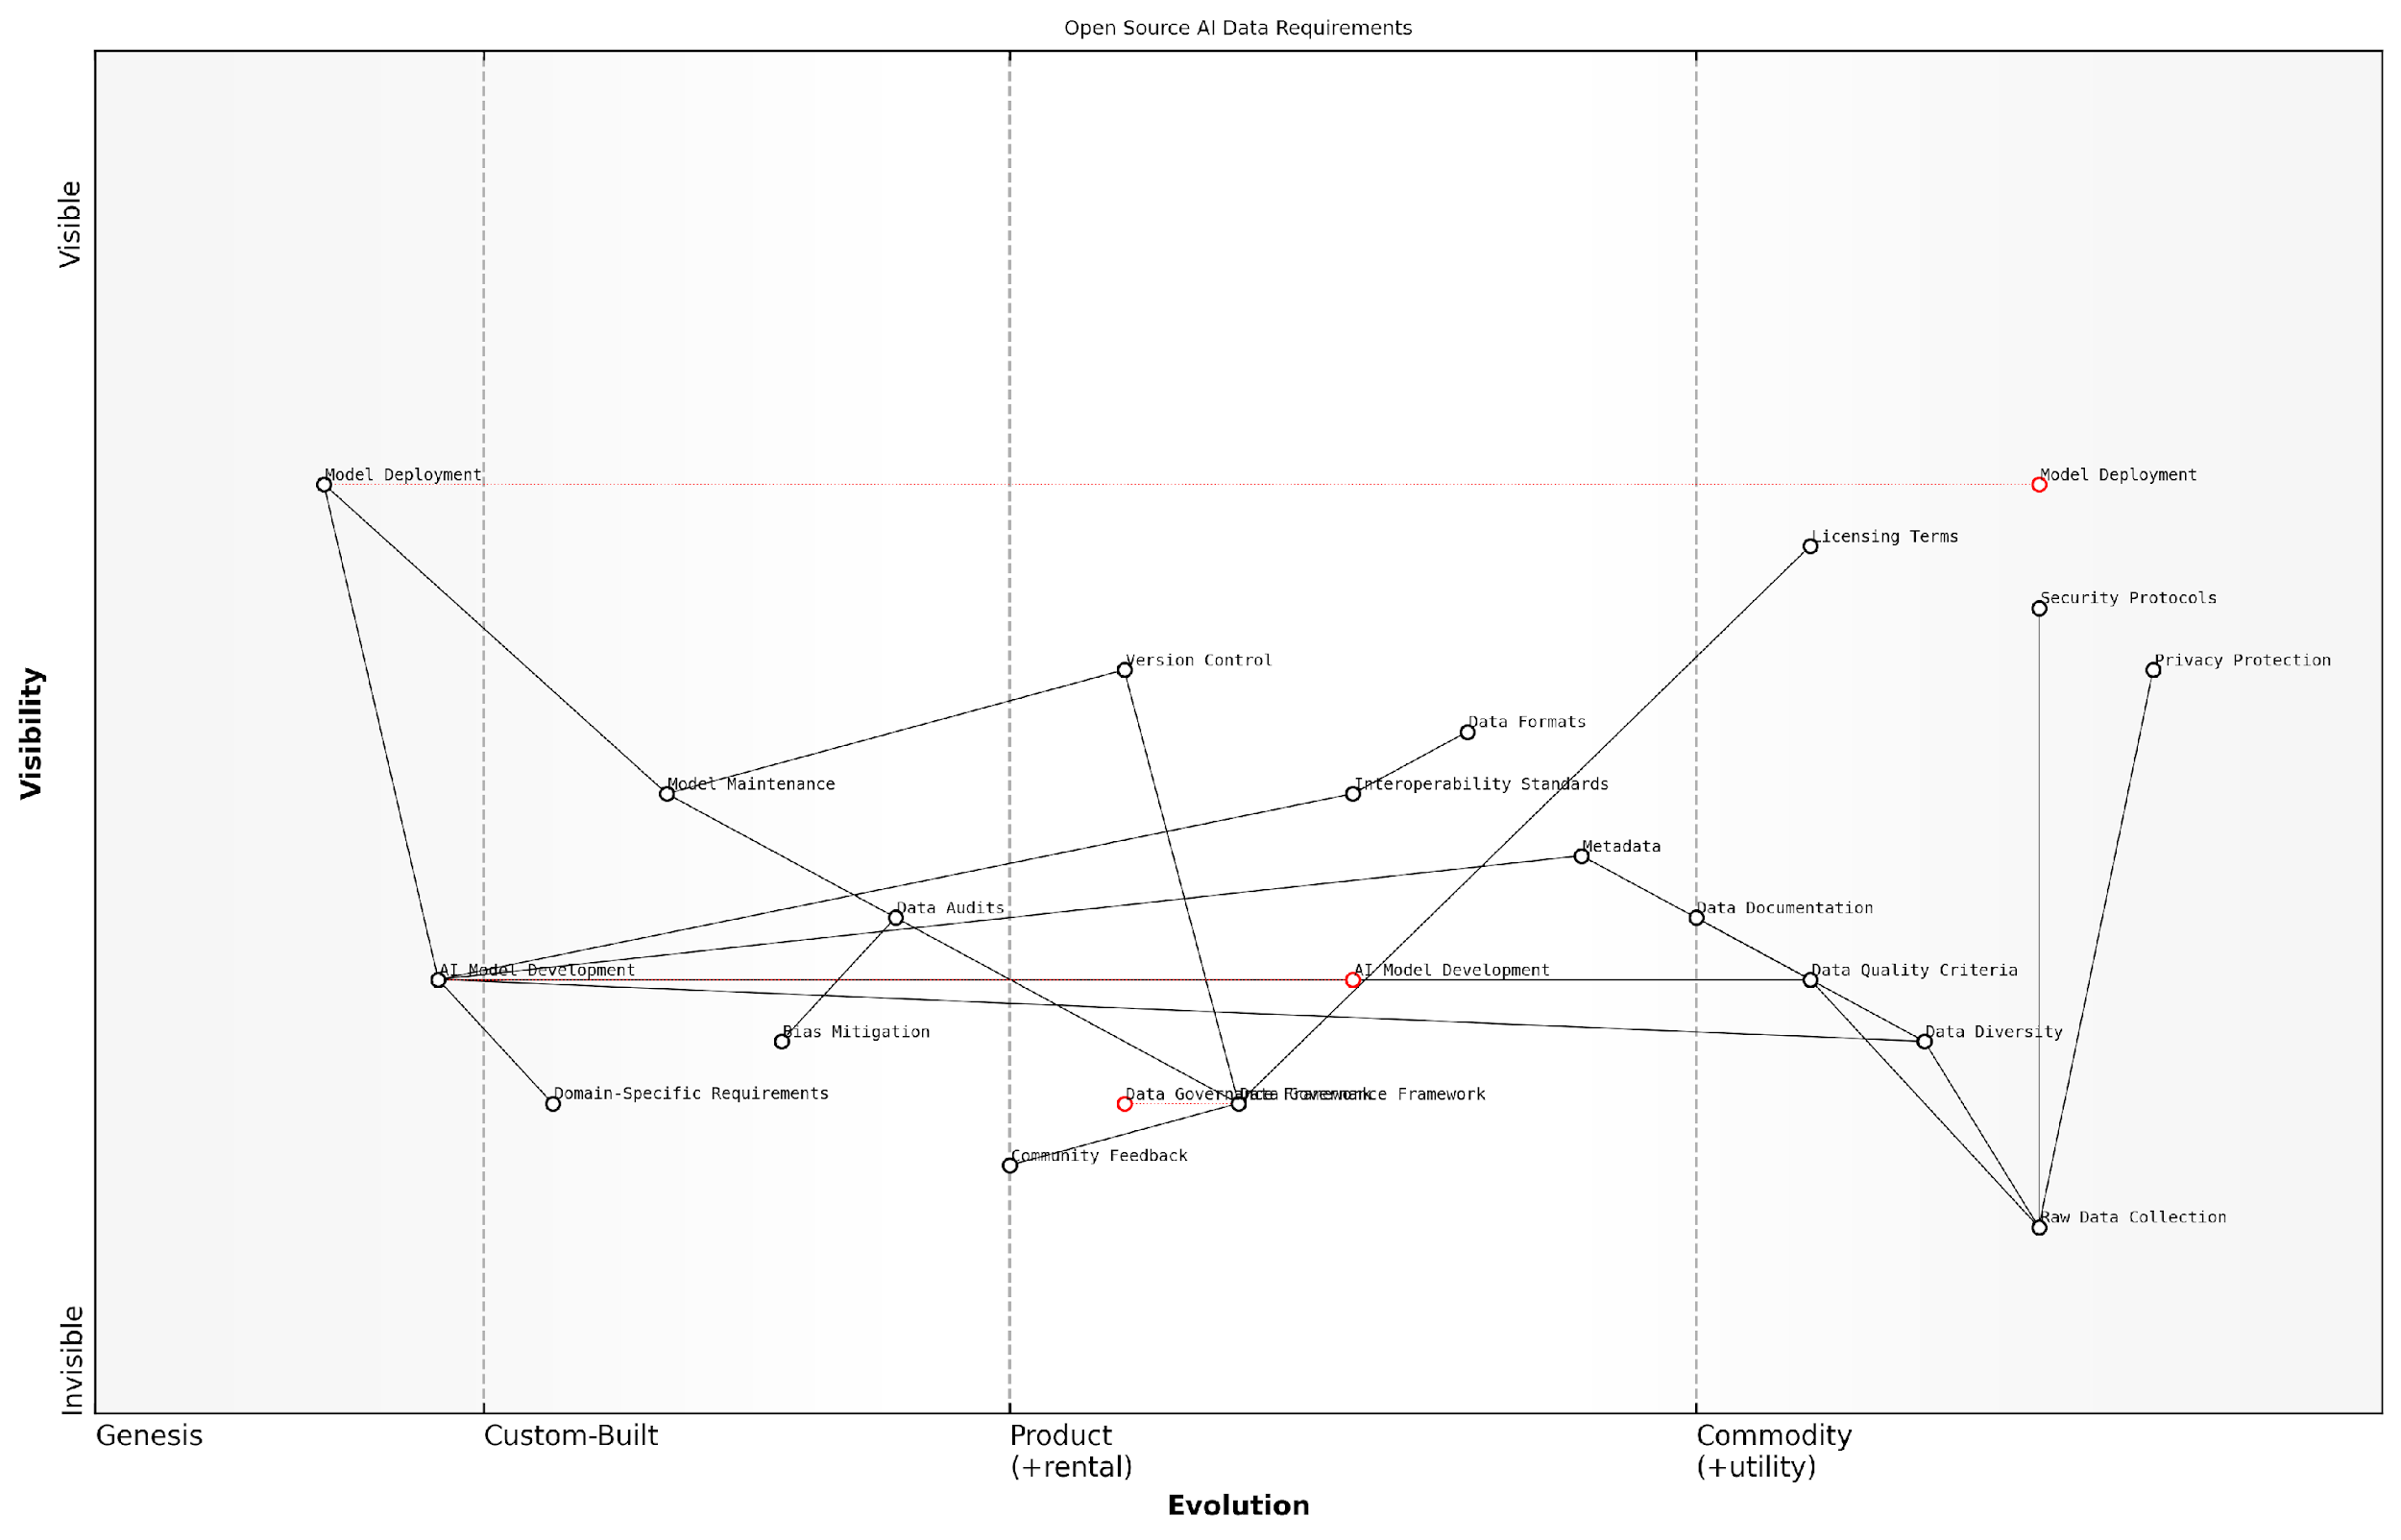 Open Source AI Data Requirements
Visible
Visibility
Invisible
Model Deployment
Model Deployment
Licensing Terms
Security Protocols
Version Control
Privacy Protection
Data Formats
Model Maintenance
Interoperability Standards
Metadata
Data Audits
Data Documentation
AI Model Development
AI Model Development
Data Quality Criteria
Bias Mitigation
Data Diversity
Domain-Specific Requirements
Data Governance Framework
Data Governance Framework
Community Feedback
Raw Data Collection
Genesis
Custom-Built
Product
(+rental)
Commodity
(+utility)
Evolution